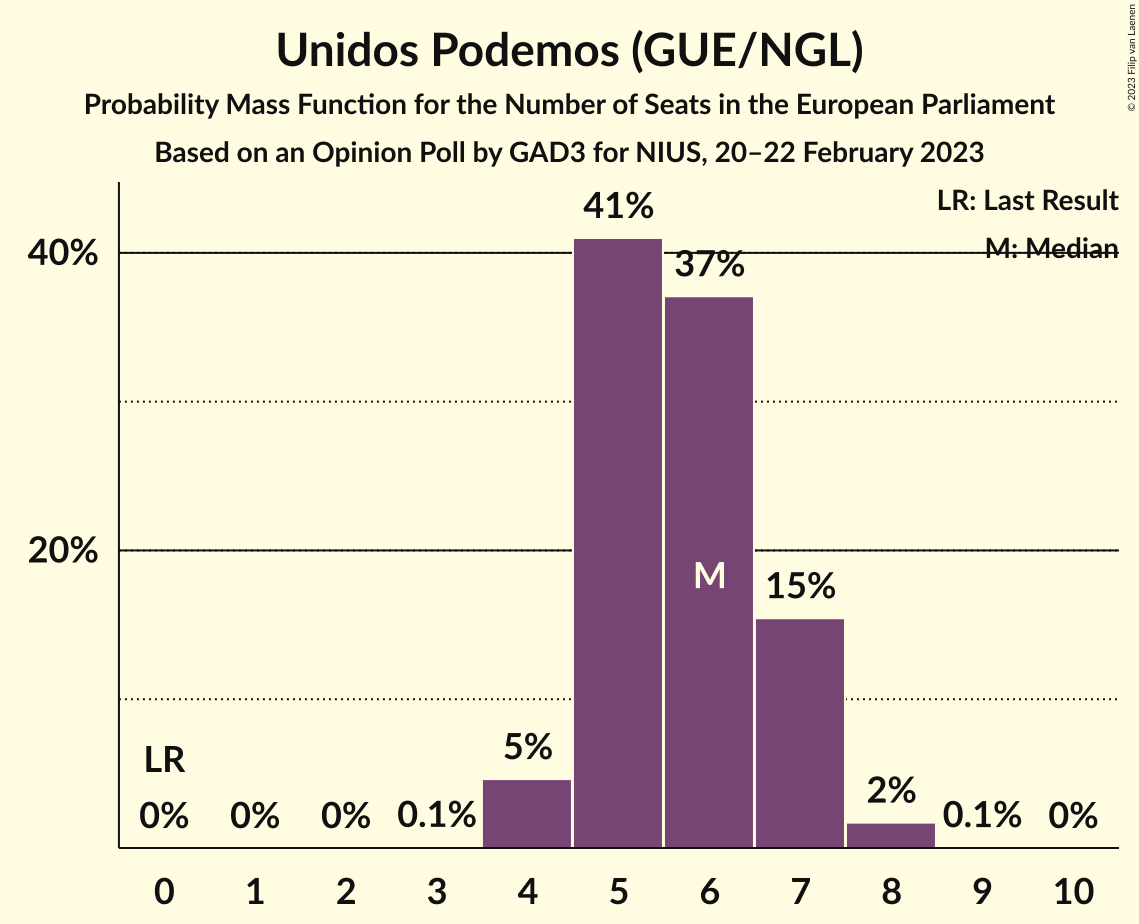 Unidos Podemos (GUE/NGL)
Probability Mass Function for the Number of Seats in the European Parliament
Based on an Opinion Poll by GAD3 for NIUS, 20–22 February 2023
© 2023 Filip van Laenen
LR: Last Result
M: Median
41%
40%
37%
20%
M
15%
5%
LR
2%
0% 0% 0% 0.1% 0.1% 0%
0 1 2 3 4 5 6 7 8 9 10